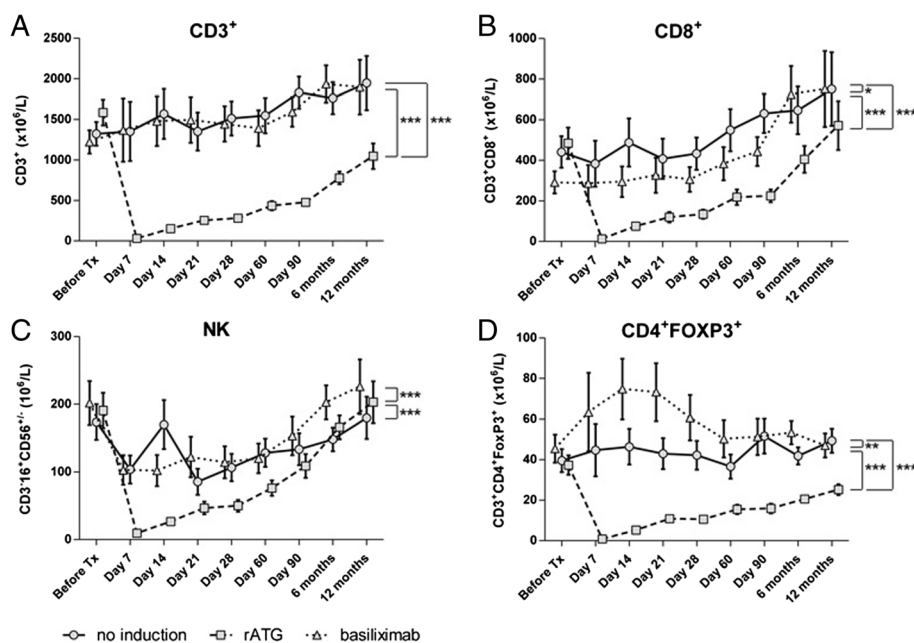 A
CD3⁺
CD3⁺ (x10⁶/L)
2500
2000
1500
1000
500
0
***
***
Before Tx
Day 7
Day 14
Day 21
Day 28
Day 60
Day 90
6 months
12 months
B
CD8⁺
CD3⁺CD8⁺ (x10⁶/L)
1000
800
600
400
200
0
*
***
***
Before Tx
Day 7
Day 14
Day 21
Day 28
Day 60
Day 90
6 months
12 months
C
NK
CD3⁻16⁺CD56⁺/⁻ (10⁶/L)
300
200
100
0
***
***
Before Tx
Day 7
Day 14
Day 21
Day 28
Day 60
Day 90
6 months
12 months
D
CD4⁺FOXP3⁺
CD3⁺CD4⁺FoxP3⁺ (x10⁶/L)
100
80
60
40
20
0
**
***
***
Before Tx
Day 7
Day 14
Day 21
Day 28
Day 60
Day 90
6 months
12 months
no induction rATG basiliximab